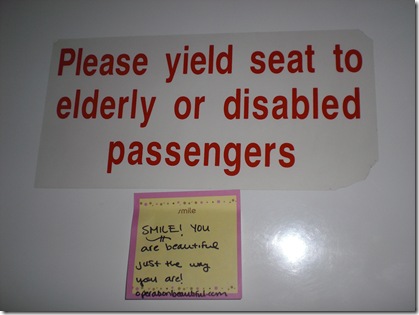 Please yield seat to
elderly or disabled
passengers
smile
SMILE! YOU
are beautiful
just the way
you are!
operationbeautiful.com